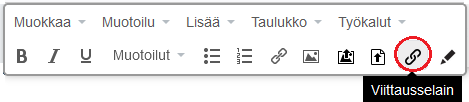 Muokkaa Muotoilu Lisää Taulukko Työkalut
B I U Muotoilut
Viittausselain